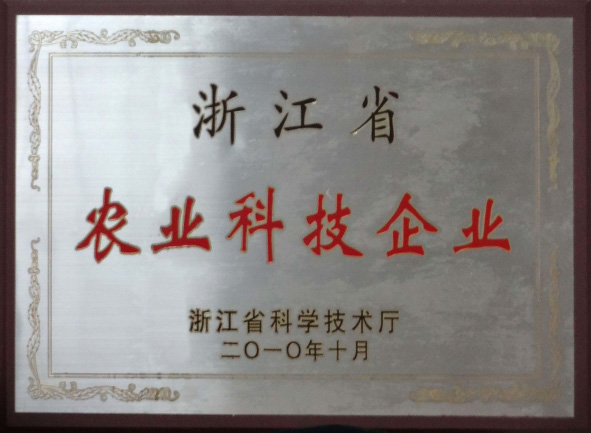 浙江省
农业科技企业
浙江省科学技术厅
二〇一〇年十月